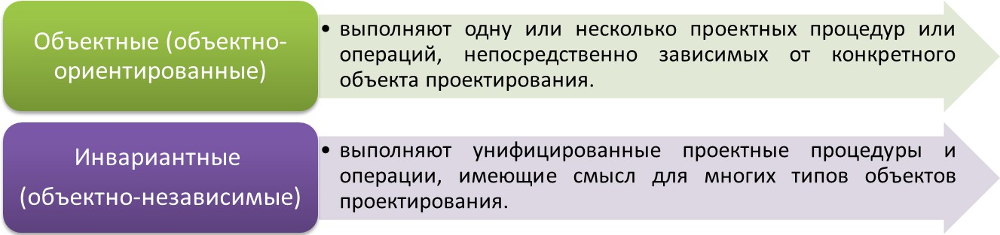 Объектные (объектно-
ориентированные)
• выполняют одну или несколько проектных процедур или
операций, непосредственно зависимых от конкретного
объекта проектирования.
Инвариантные
(объектно-независимые)
• выполняют унифицированные проектные процедуры и
операции, имеющие смысл для многих типов объектов
проектирования.